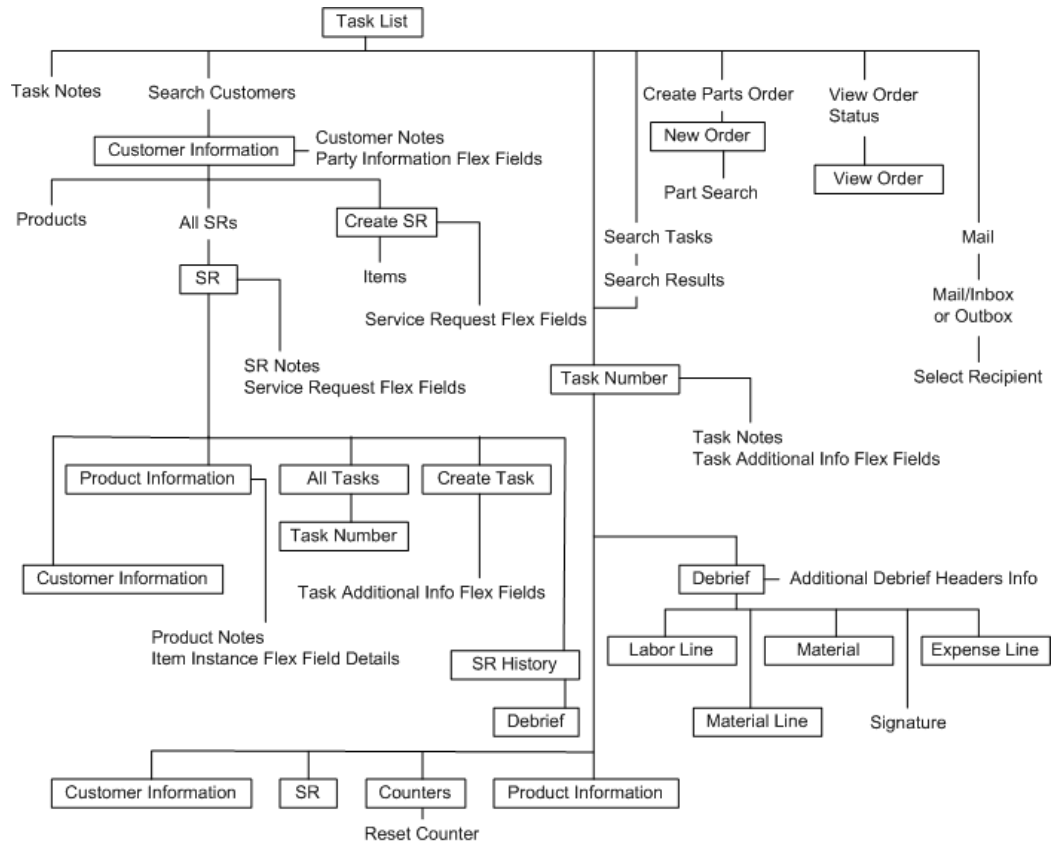 Task List
Task Notes
Search Customers
Create Parts Order
View Order
Status
Customer Information
Customer Notes
Party Information Flex Fields
New Order
View Order
Part Search
Products
All SRs
Create SR
Search Tasks
Mail
SR
Items
Search Results
Mail/Inbox
or Outbox
Service Request Flex Fields
SR Notes
Service Request Flex Fields
Task Number
Select Recipient
Task Notes
Task Additional Info Flex Fields
Product Information
All Tasks
Create Task
Task Number
Customer Information
Task Additional Info Flex Fields
Debrief
Additional Debrief Headers Info
Product Notes
Item Instance Flex Field Details
SR History
Labor Line
Material
Expense Line
Debrief
Material Line
Signature
Customer Information
SR
Counters
Product Information
Reset Counter